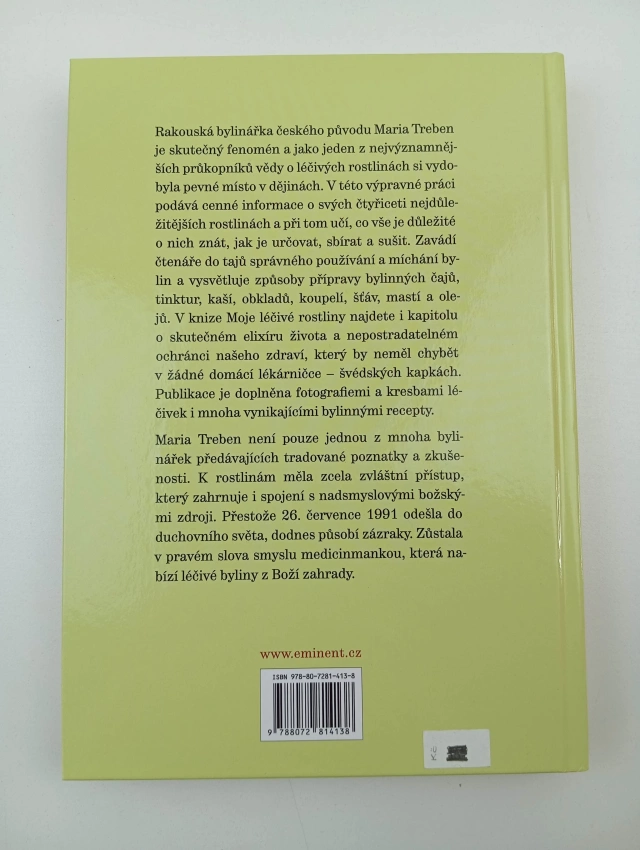 Rakouská bylinářka českého původu Maria Treben
je skutečný fenomén a jako jeden z nejvýznamněj-
ších průkopníků vědy o léčivých rostlinách si vydo-
byla pevné místo v dějinách. V této výpravné práci
podává cenné informace o svých čtyřiceti nejdůle-
žitějších rostlinách a při tom učí, co vše je důležité
o nich znát, jak je určovat, sbírat a sušit. Zavádí
čtenáře do tajů správného používání a míchání by-
lin a vysvětluje způsoby přípravy bylinných čajů,
tinktur, kaší, obkladů, koupelí, šťáv, mastí a ole-
jů. V knize Moje léčivé rostliny najdete i kapitolu
o skutečném elixíru života a nepostradatelném
ochránci našeho zdraví, který by neměl chybět
v žádné domácí lékárničce – švédských kapkách.
Publikace je doplněna fotografiemi a kresbami lé-
čivek i mnoha vynikajícími bylinnými recepty.
Maria Treben není pouze jednou z mnoha byli-
nářek předávajících tradované poznatky a zkuše-
nosti. K rostlinám měla zcela zvláštní přístup,
který zahrnuje i spojení s nadsmyslovými božský-
mi zdroji. Přestože 26. července 1991 odešla do
duchovního světa, dodnes působí zázraky. Zůstala
v pravém slova smyslu medicinmankou, která na-
bízí léčivé byliny z Boží zahrady.
www.eminent.cz
ISBN 978-80-7281-413-8
9 788072 814138
Kč